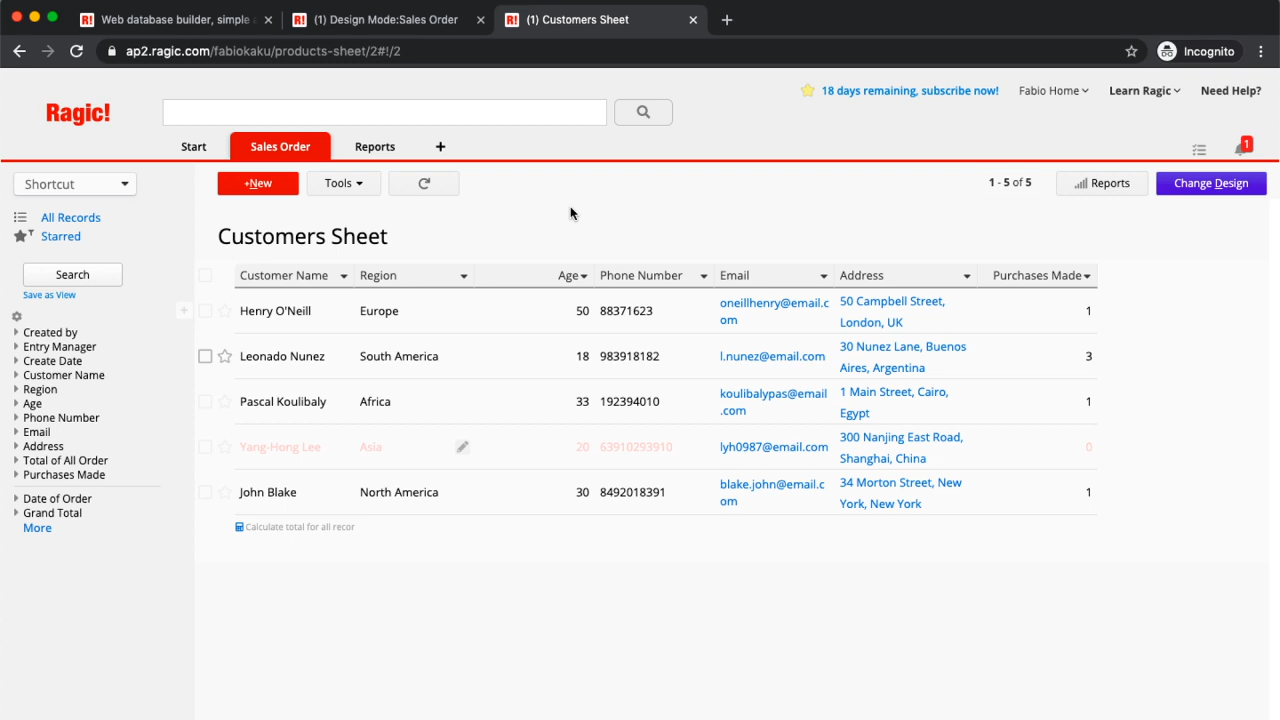 Web database builder, simple a
(1) Design Mode:Sales Order
(1) Customers Sheet
ap2.ragic.com/fabiokaku/products-sheet/2#!/2
Incognito
Ragic!
18 days remaining, subscribe now!
Fabio Home
Learn Ragic
Need Help?
Start
Sales Order
Reports
1
Shortcut
+New
Tools
1 - 5 of 5
Reports
Change Design
All Records
Starred
Search
Save as View
Created by
Entry Manager
Create Date
Customer Name
Region
Age
Phone Number
Email
Address
Total of All Order
Purchases Made
Date of Order
Grand Total
More
Customers Sheet
Customer Name Region Age Phone Number Email Address Purchases Made
Henry O'Neill Europe 50 88371623 oneillhenry@email.c 50 Campbell Street, 1
om London, UK
Leonado Nunez South America 18 983918182 l.nunez@email.com 30 Nunez Lane, Buenos 3
Aires, Argentina
Pascal Koulibaly Africa 33 192394010 koulibalypas@email 1 Main Street, Cairo, 1
.com Egypt
Yang-Hong Lee Asia 20 63910293910 lyh0987@email.com 300 Nanjing East Road, 0
Shanghai, China
John Blake North America 30 8492018391 blake.john@email.c 34 Morton Street, New 1
om York, New York
Calculate total for all recor